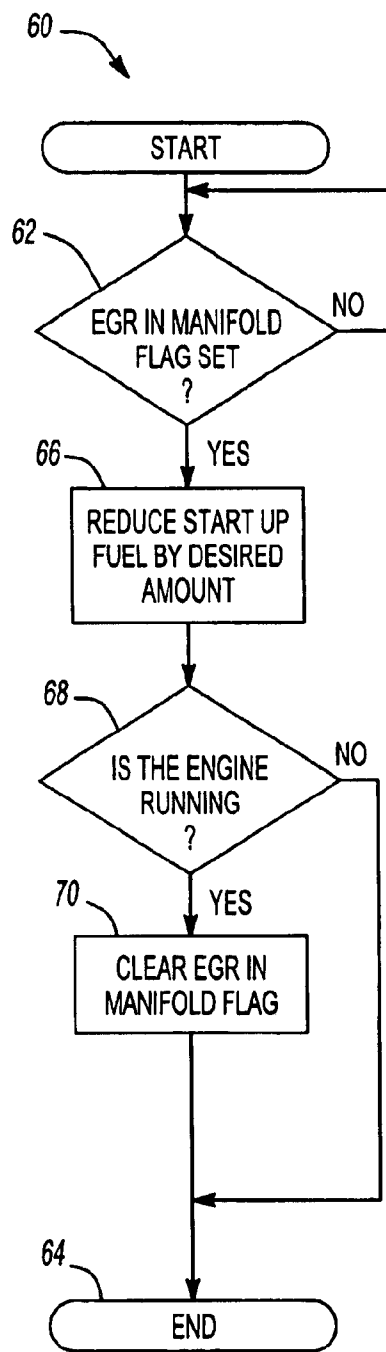 60
START
62
EGR IN MANIFOLD
FLAG SET
?
NO
YES
66
REDUCE START UP
FUEL BY DESIRED
AMOUNT
68
IS THE ENGINE
RUNNING
?
NO
YES
70
CLEAR EGR IN
MANIFOLD FLAG
64
END